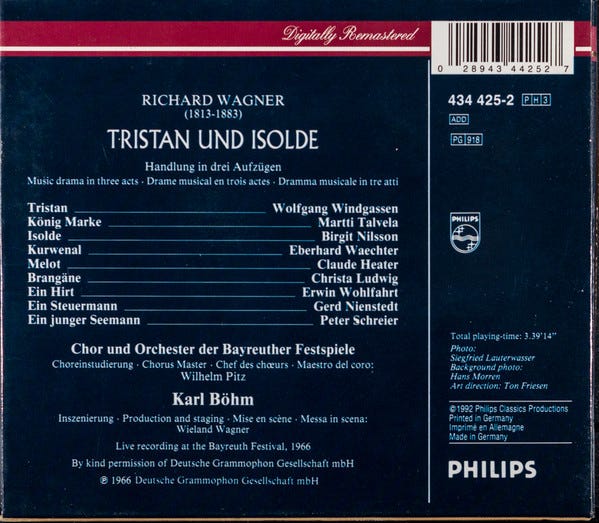 Digitally Remastered
0 28943 44252 7
434 425-2 PH3
ADD
PG 918
RICHARD WAGNER
(1813-1883)
TRISTAN UND ISOLDE
Handlung in drei Aufzügen
Music drama in three acts · Drame musical en trois actes · Dramma musicale in tre atti
Tristan Wolfgang Windgassen
König Marke Martti Talvela
Isolde Birgit Nilsson
Kurwenal Eberhard Waechter
Melot Claude Heater
Brangäne Christa Ludwig
Ein Hirt Erwin Wohlfahrt
Ein Steuermann Gerd Nienstedt
Ein junger Seemann Peter Schreier
Chor und Orchester der Bayreuther Festspiele
Choreinstudierung · Chorus Master · Chef des chœurs · Maestro del coro:
Wilhelm Pitz
Karl Böhm
Inszenierung · Production and staging · Mise en scène · Messa in scena:
Wieland Wagner
Live recording at the Bayreuth Festival, 1966
By kind permission of Deutsche Grammophon Gesellschaft mbH
℗ 1966 Deutsche Grammophon Gesellschaft mbH
PHILIPS
Total playing-time: 3.39'14"
Photo:
Siegfried Lauterwasser
Background photo:
Hans Morren
Art direction: Ton Friesen
©1992 Philips Classics Productions
Printed in Germany
Imprimé en Allemagne
Made in Germany
PHILIPS